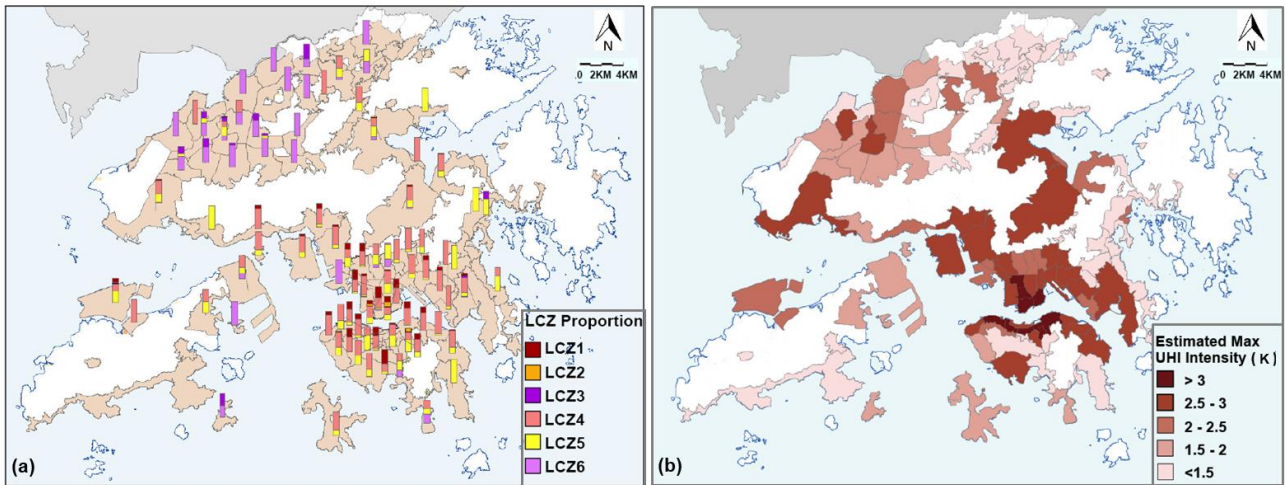 N
0 2KM 4KM
LCZ Proportion
LCZ1
LCZ2
LCZ3
LCZ4
LCZ5
LCZ6
(a)
N
0 2KM 4KM
Estimated Max
UHI Intensity ( K )
> 3
2.5 - 3
2 - 2.5
1.5 - 2
<1.5
(b)